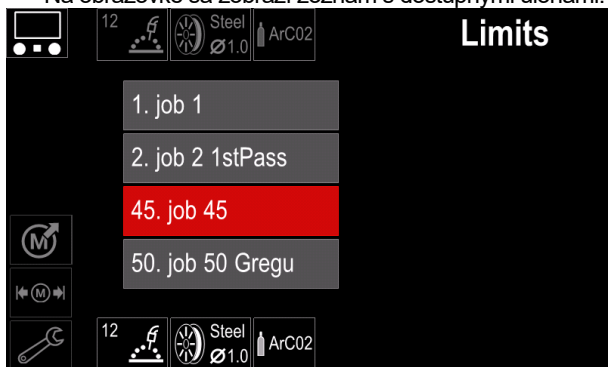 Na obrazovke sa zobrazí zoznam s dostupnými úlohami.
12 Steel ArC02
Ø1.0
Limits
1. job 1
2. job 2 1stPass
45. job 45
50. job 50 Gregu
M
M
12 Steel ArC02
Ø1.0